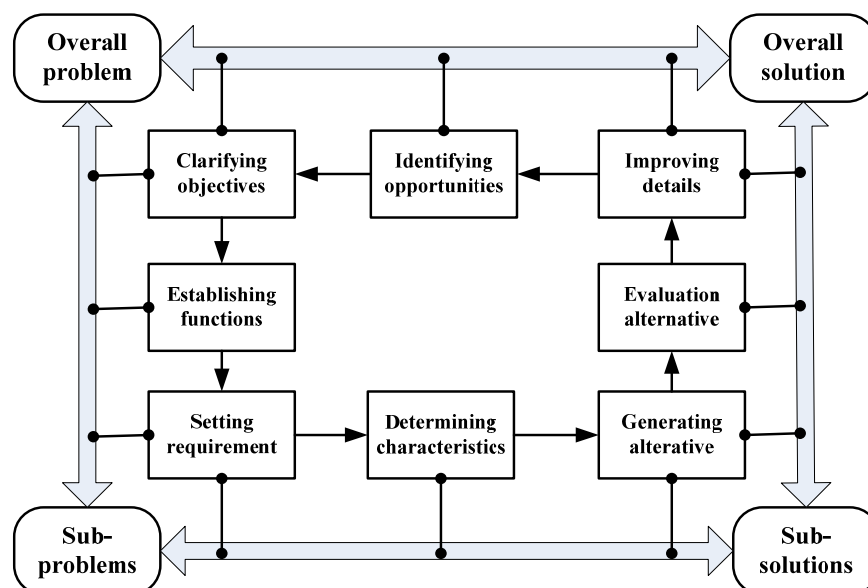 Overall
problem
Overall
solution
Clarifying
objectives
Identifying
opportunities
Improving
details
Establishing
functions
Evaluation
alternative
Setting
requirement
Determining
characteristics
Generating
alterative
Sub-
problems
Sub-
solutions